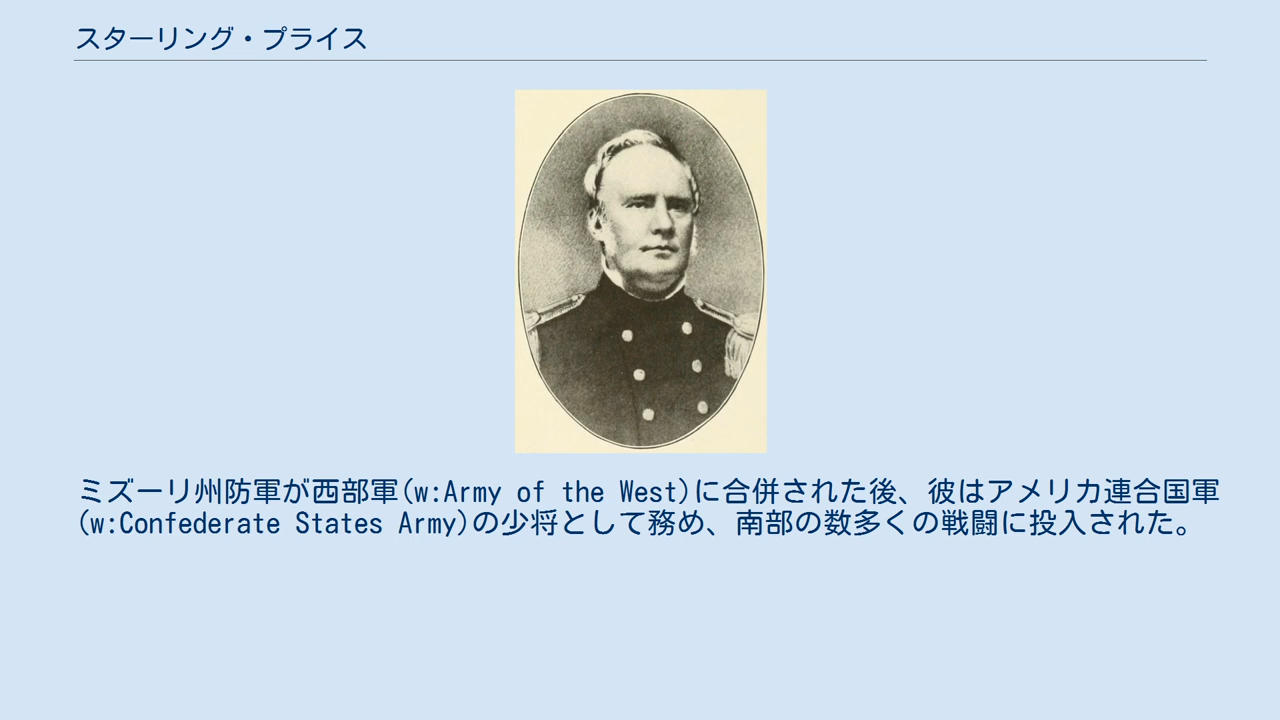 スターリング・プライス
ミズーリ州防軍が西部軍(w:Army of the West)に合併された後、彼はアメリカ連合国軍
(w:Confederate States Army)の少将として務め、南部の数多くの戦闘に投入された。